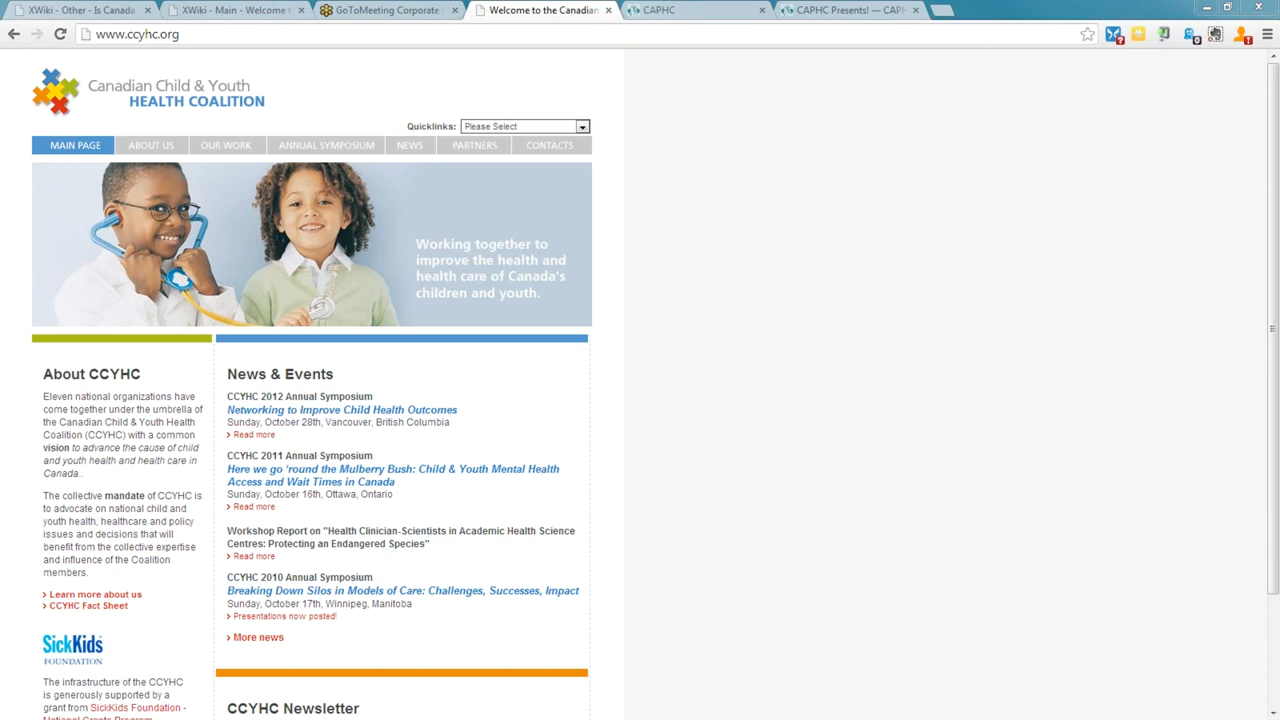 XWiki - Other - Is Canada
XWiki - Main - Welcome t
GoToMeeting Corporate
Welcome to the Canadian
CAPHC
CAPHC Presents! — CAPH
www.ccyhc.org
Canadian Child & Youth
HEALTH COALITION
Quicklinks: Please Select
MAIN PAGE ABOUT US OUR WORK ANNUAL SYMPOSIUM NEWS PARTNERS CONTACTS
Working together to
improve the health and
health care of Canada's
children and youth.
About CCYHC
Eleven national organizations have
come together under the umbrella of
the Canadian Child & Youth Health
Coalition (CCYHC) with a common
vision to advance the cause of child
and youth health and health care in
Canada..
The collective mandate of CCYHC is
to advocate on national child and
youth health, healthcare and policy
issues and decisions that will
benefit from the collective expertise
and influence of the Coalition
members.
Learn more about us
CCYHC Fact Sheet
SickKids
FOUNDATION
The infrastructure of the CCYHC
is generously supported by a
grant from SickKids Foundation -
National Grants Program
News & Events
CCYHC 2012 Annual Symposium
Networking to Improve Child Health Outcomes
Sunday, October 28th, Vancouver, British Columbia
Read more
CCYHC 2011 Annual Symposium
Here we go ‘round the Mulberry Bush: Child & Youth Mental Health
Access and Wait Times in Canada
Sunday, October 16th, Ottawa, Ontario
Read more
Workshop Report on "Health Clinician-Scientists in Academic Health Science
Centres: Protecting an Endangered Species"
Read more
CCYHC 2010 Annual Symposium
Breaking Down Silos in Models of Care: Challenges, Successes, Impact
Sunday, October 17th, Winnipeg, Manitoba
Presentations now posted!
More news
CCYHC Newsletter